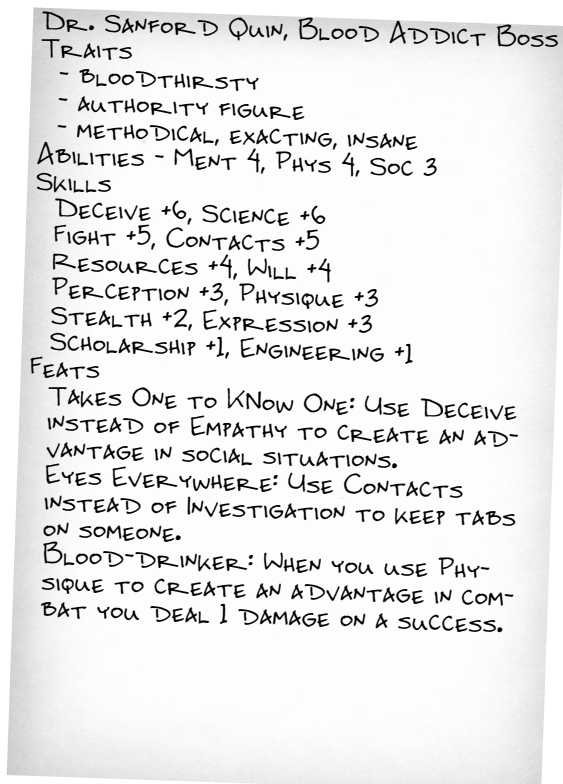 Dr. Sanford Quin, Blood Addict Boss
Traits
- bloodthirsty
- authority figure
- methodical, exacting, insane
Abilities - Ment 4, Phys 4, Soc 3
Skills
Deceive +6, Science +6
Fight +5, Contacts +5
Resources +4, Will +4
Perception +3, Physique +3
Stealth +2, Expression +3
Scholarship +1, Engineering +1
Feats
Takes One to Know One: Use Deceive
instead of Empathy to create an ad-
vantage in social situations.
Eyes Everywhere: Use Contacts
instead of Investigation to keep tabs
on someone.
Blood-drinker: When you use Phy-
sique to create an advantage in com-
bat you deal 1 damage on a success.